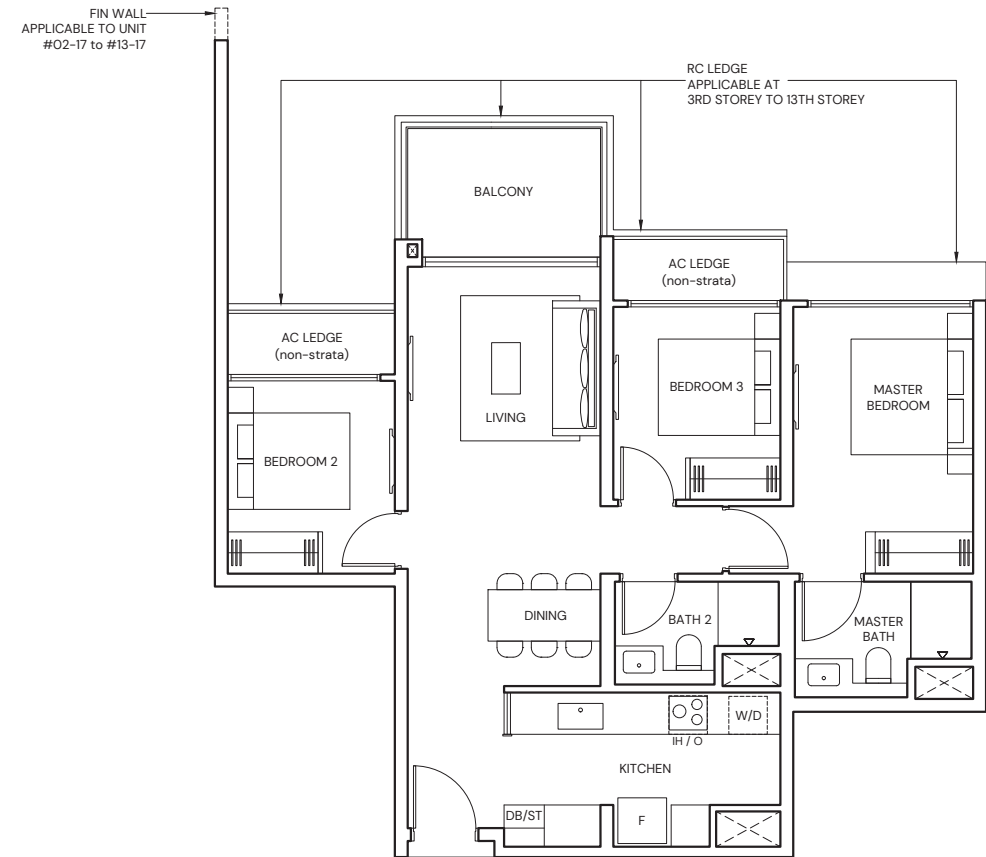 FIN WALL
APPLICABLE TO UNIT
#02-17 to #13-17
RC LEDGE
APPLICABLE AT
3RD STOREY TO 13TH STOREY
BALCONY
AC LEDGE
(non-strata)
AC LEDGE
(non-strata)
BEDROOM 3
MASTER
BEDROOM
LIVING
BEDROOM 2
DINING
BATH 2
MASTER
BATH
W/D
IH / O
KITCHEN
DB/ST
F